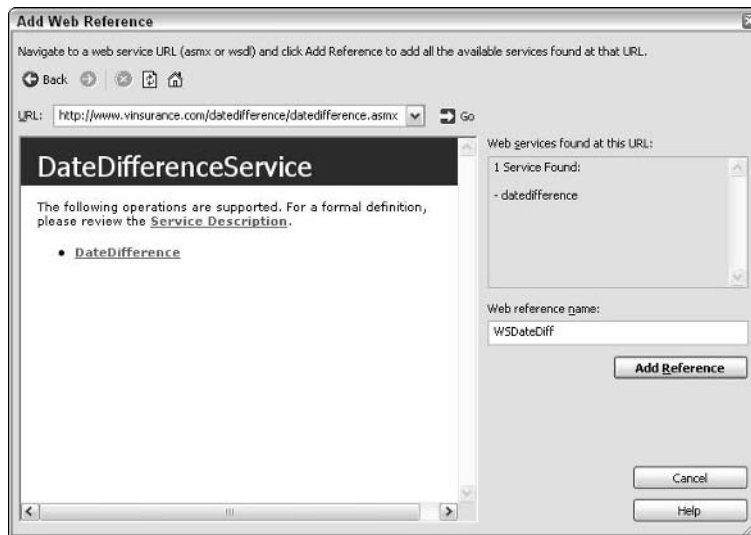 Add Web Reference
Navigate to a web service URL (asmx or wsdl) and click Add Reference to add all the available services found at that URL.
Back
URL: http://www.vinsurance.com/datedifference/datedifference.asmx Go
DateDifferenceService
The following operations are supported. For a formal definition,
please review the Service Description.
• DateDifference
Web services found at this URL:
1 Service Found:
- datedifference
Web reference name:
WSDateDiff
Add Reference
Cancel
Help